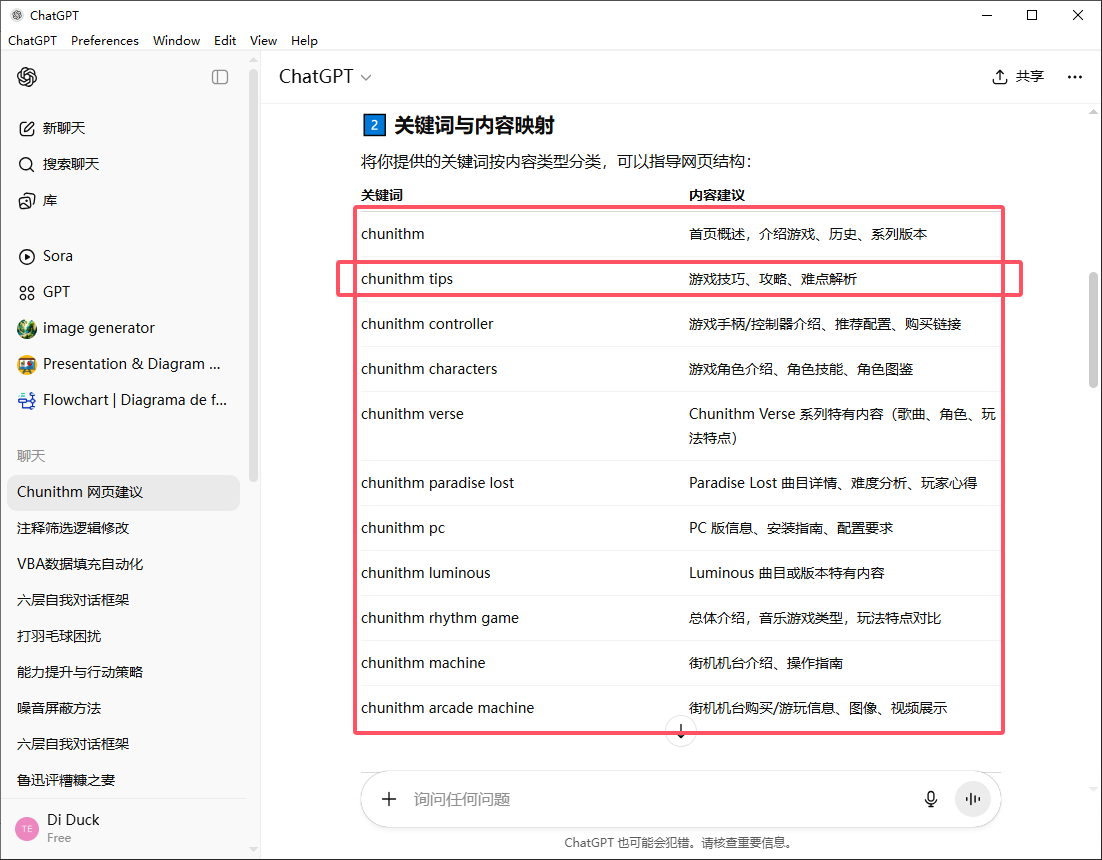 ChatGPT
ChatGPT Preferences Window Edit View Help
ChatGPT
共享
新聊天
搜索聊天
库
Sora
GPT
image generator
Presentation & Diagram ...
Flowchart | Diagrama de f...
聊天
Chunithm 网页建议
注释筛选逻辑修改
VBA数据填充自动化
六层自我对话框架
打羽毛球困扰
能力提升与行动策略
噪音屏蔽方法
六层自我对话框架
鲁迅评糟糠之妻
TE
Di Duck
Free
2 关键词与内容映射
将你提供的关键词按内容类型分类，可以指导网页结构：
关键词 内容建议
chunithm 首页概述，介绍游戏、历史、系列版本
chunithm tips 游戏技巧、攻略、难点解析
chunithm controller 游戏手柄/控制器介绍、推荐配置、购买链接
chunithm characters 游戏角色介绍、角色技能、角色图鉴
chunithm verse Chunithm Verse 系列特有内容（歌曲、角色、玩
法特点）
chunithm paradise lost Paradise Lost 曲目详情、难度分析、玩家心得
chunithm pc PC 版信息、安装指南、配置要求
chunithm luminous Luminous 曲目或版本特有内容
chunithm rhythm game 总体介绍，音乐游戏类型，玩法特点对比
chunithm machine 街机机台介绍、操作指南
chunithm arcade machine 街机机台购买/游玩信息、图像、视频展示
询问任何问题
ChatGPT 也可能会犯错。请核查重要信息。